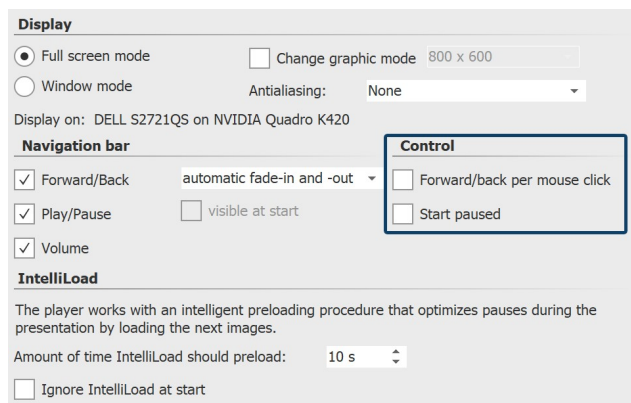 Display
Full screen mode
Change graphic mode 800 x 600
Window mode
Antialiasing: None
Display on: DELL S2721QS on NVIDIA Quadro K420
Navigation bar
Control
Forward/Back automatic fade-in and -out
Forward/back per mouse click
Play/Pause visible at start
Start paused
Volume
IntelliLoad
The player works with an intelligent preloading procedure that optimizes pauses during the
presentation by loading the next images.
Amount of time IntelliLoad should preload: 10 s
Ignore IntelliLoad at start